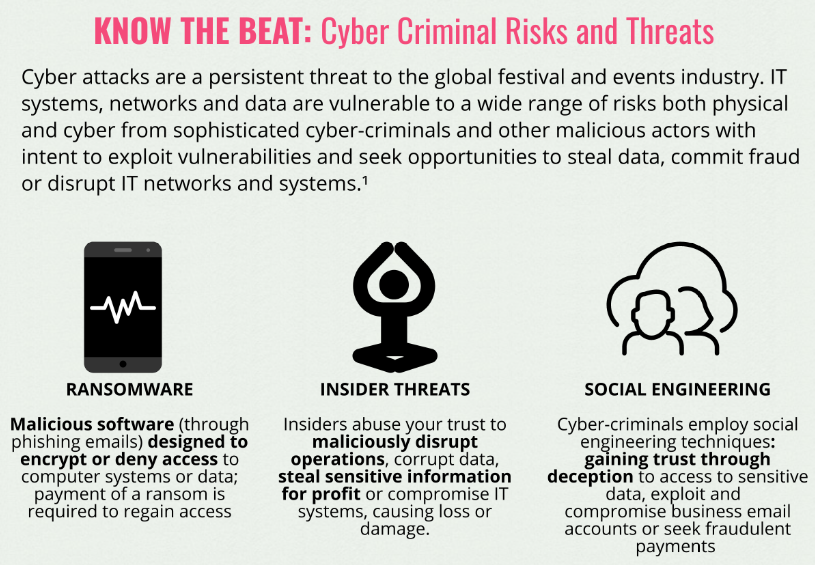 KNOW THE BEAT: Cyber Criminal Risks and Threats
Cyber attacks are a persistent threat to the global festival and events industry. IT
systems, networks and data are vulnerable to a wide range of risks both physical
and cyber from sophisticated cyber-criminals and other malicious actors with
intent to exploit vulnerabilities and seek opportunities to steal data, commit fraud
or disrupt IT networks and systems.¹
RANSOMWARE
Malicious software (through
phishing emails) designed to
encrypt or deny access to
computer systems or data;
payment of a ransom is
required to regain access
INSIDER THREATS
Insiders abuse your trust to
maliciously disrupt
operations, corrupt data,
steal sensitive information
for profit or compromise IT
systems, causing loss or
damage.
SOCIAL ENGINEERING
Cyber-criminals employ social
engineering techniques:
gaining trust through
deception to access to sensitive
data, exploit and
compromise business email
accounts or seek fraudulent
payments